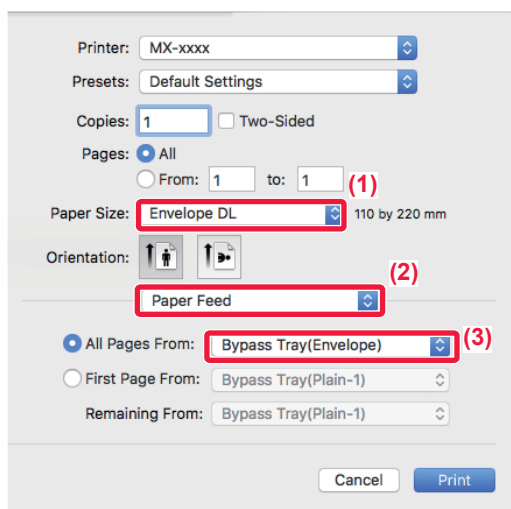 Printer: MX-xxxx
Presets: Default Settings
Copies: 1 Two-Sided
Pages: All
From: 1 to: 1
(1)
Paper Size: Envelope DL 110 by 220 mm
Orientation:
(2)
Paper Feed
(3)
All Pages From: Bypass Tray(Envelope)
First Page From: Bypass Tray(Plain-1)
Remaining From: Bypass Tray(Plain-1)
Cancel Print